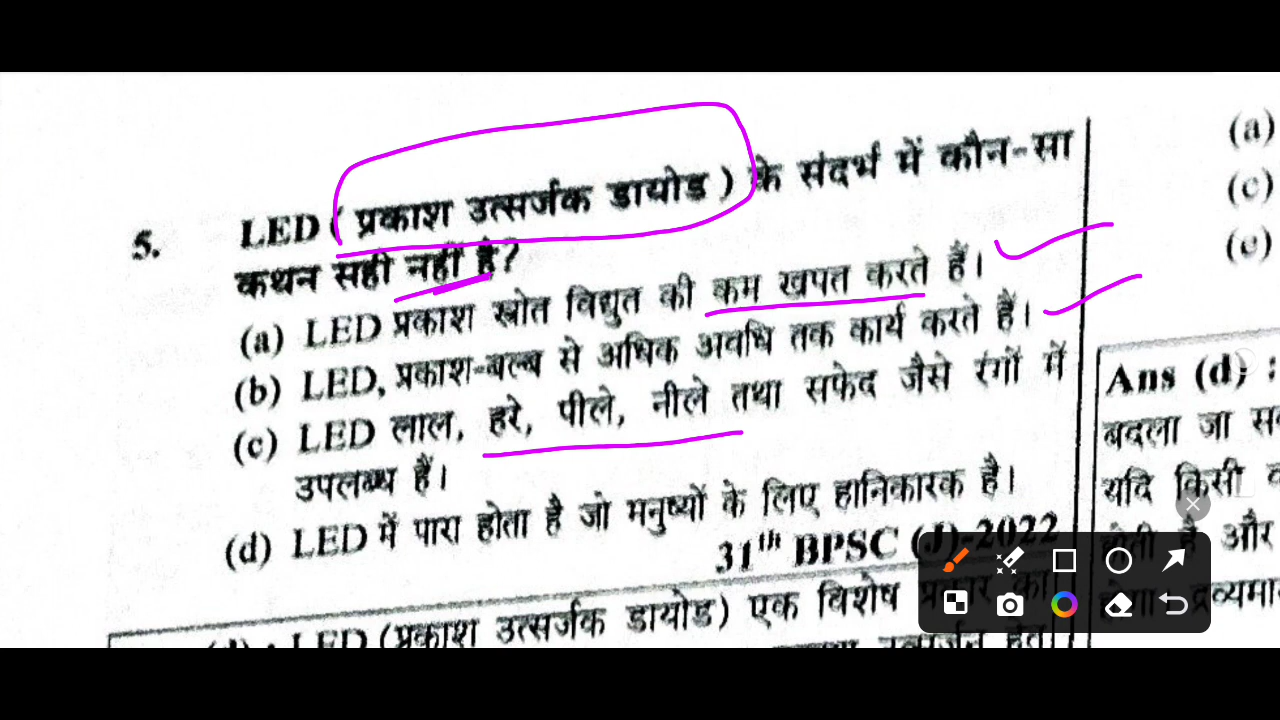 5. LED (प्रकाश उत्सर्जक डायोड) के संदर्भ में कौन-सा
कथन सही नहीं है?
(a) LED प्रकाश स्रोत विद्युत की कम खपत करते हैं।
(b) LED, प्रकाश-बल्ब से अधिक अवधि तक कार्य करते हैं।
(c) LED लाल, हरे, पीले, नीले तथा सफेद जैसे रंगों में
उपलब्ध हैं।
(d) LED में पारा होता है जो मनुष्यों के लिए हानिकारक है।
31th BPSC (J)-2022
(d) : LED (प्रकाश उत्सर्जक डायोड) एक विशेष प्रकार का
(a)
(c)
(e)
Ans (d) :
बदला जा
यदि किसी
होती है और